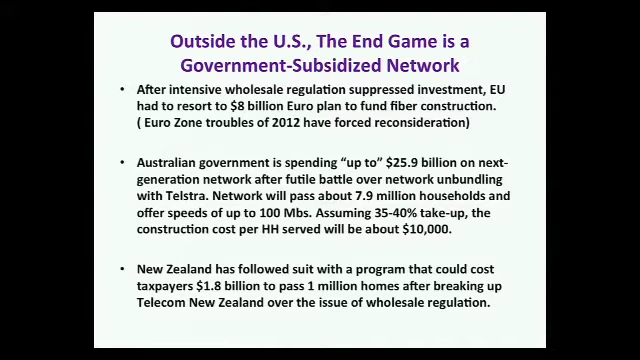 Outside the U.S., The End Game is a
Government-Subsidized Network
• After intensive wholesale regulation suppressed investment, EU
had to resort to $8 billion Euro plan to fund fiber construction.
( Euro Zone troubles of 2012 have forced reconsideration)
• Australian government is spending “up to” $25.9 billion on next-
generation network after futile battle over network unbundling
with Telstra. Network will pass about 7.9 million households and
offer speeds of up to 100 Mbs. Assuming 35-40% take-up, the
construction cost per HH served will be about $10,000.
• New Zealand has followed suit with a program that could cost
taxpayers $1.8 billion to pass 1 million homes after breaking up
Telecom New Zealand over the issue of wholesale regulation.